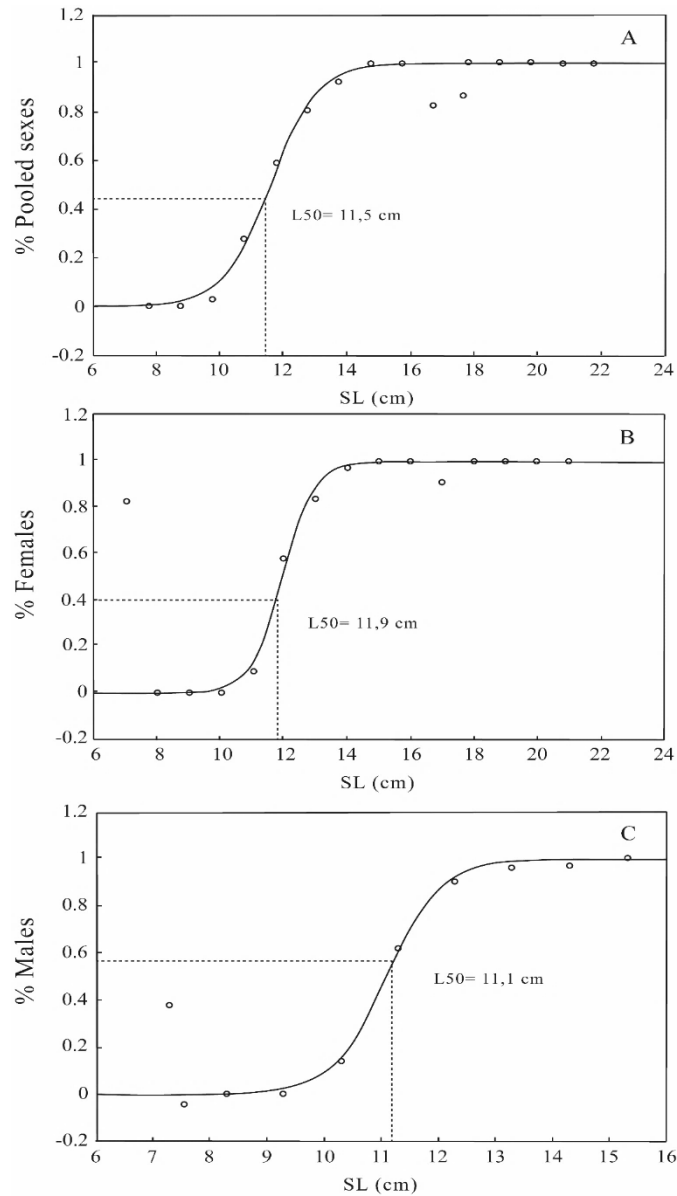 1.2
A
1
0.8
0.6
0.4
0.2
0
-0.2
% Pooled sexes
L50= 11,5 cm
6 8 10 12 14 16 18 20 22 24
SL (cm)
1.2
B
1
0.8
0.6
0.4
0.2
0
-0.2
% Females
L50= 11,9 cm
6 8 10 12 14 16 18 20 22 24
SL (cm)
1.2
C
1
0.8
0.6
0.4
0.2
0
-0.2
% Males
L50= 11,1 cm
6 7 8 9 10 11 12 13 14 15 16
SL (cm)